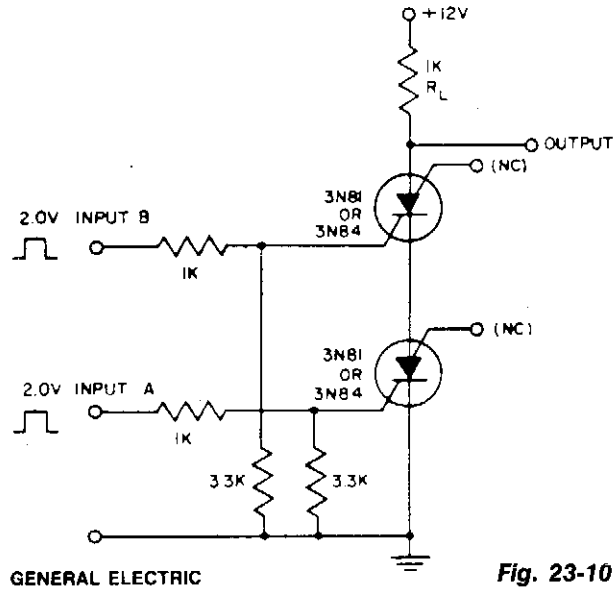 +12V
1K
RL
OUTPUT
(NC)
3N81
OR
3N84
2.0V INPUT B
1K
(NC)
3N81
OR
3N84
2.0V INPUT A
1K
3.3K
3.3K
GENERAL ELECTRIC
Fig. 23-10